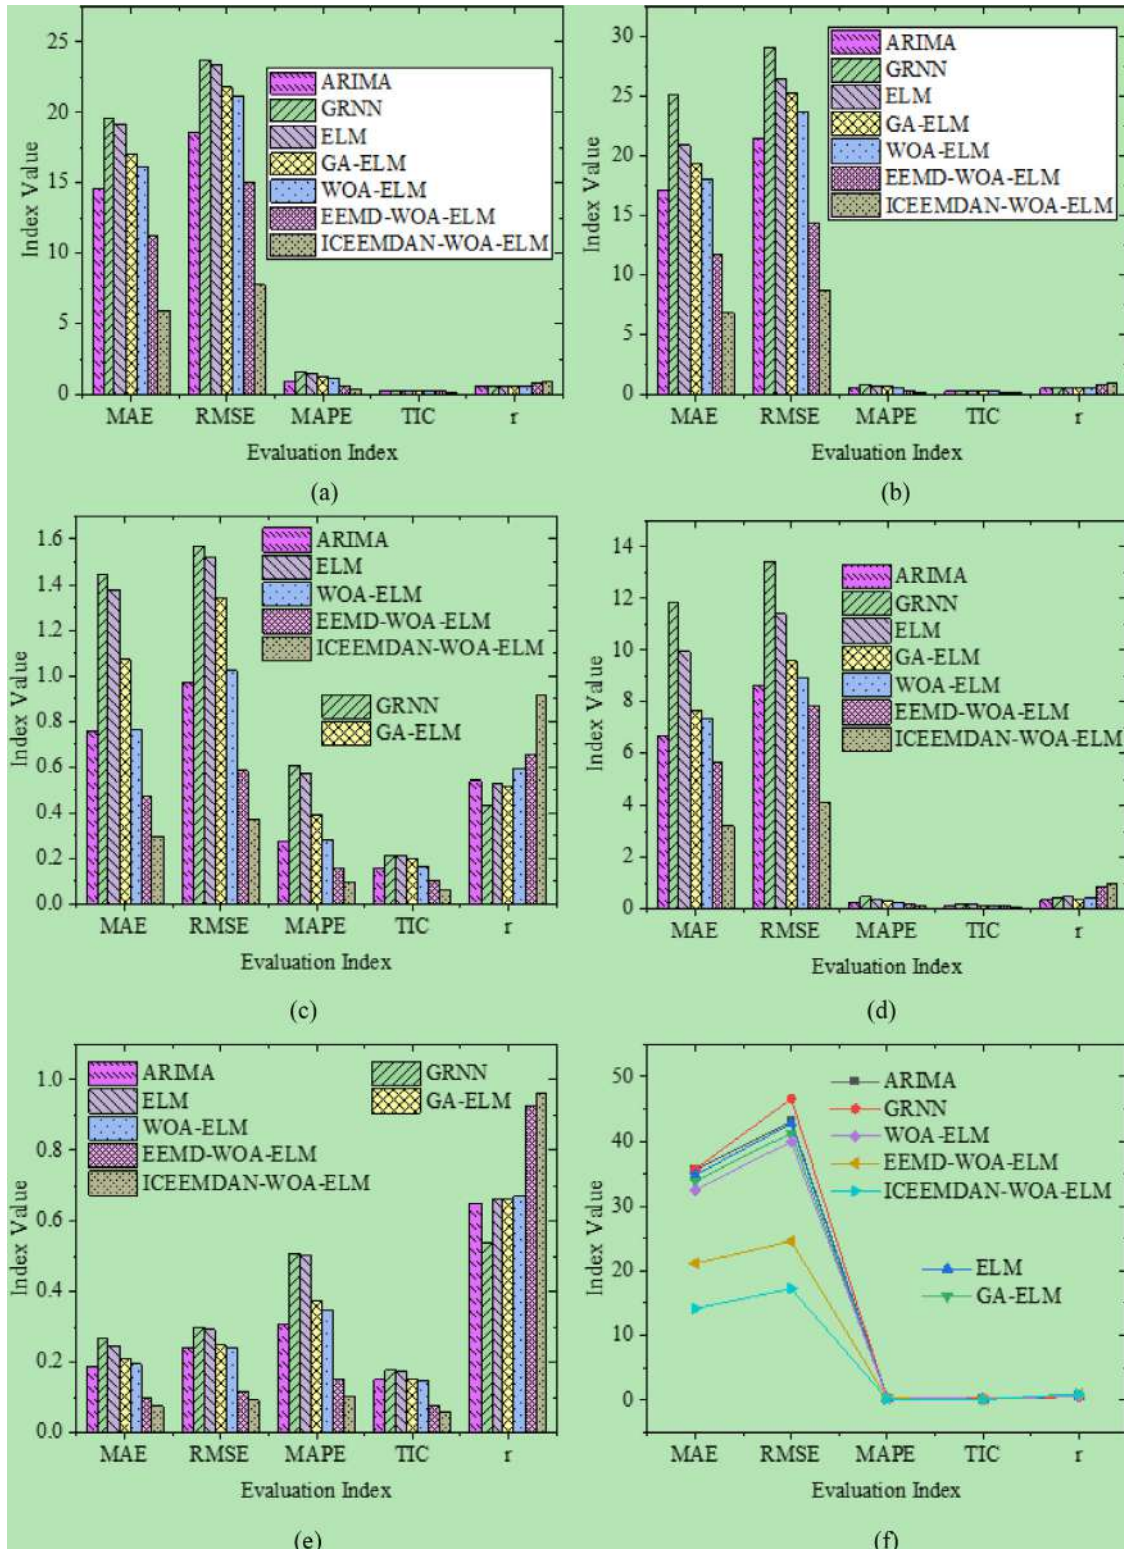 25
20
15
10
5
0
Index Value
ARIMA
GRNN
ELM
GA-ELM
WOA-ELM
EEMD-WOA-ELM
ICEEMDAN-WOA-ELM
MAE RMSE MAPE TIC r
Evaluation Index
(a)
30
25
20
15
10
5
0
Index Value
ARIMA
GRNN
ELM
GA-ELM
WOA-ELM
EEMD-WOA-ELM
ICEEMDAN-WOA-ELM
MAE RMSE MAPE TIC r
Evaluation Index
(b)
1.6
1.4
1.2
1.0
0.8
0.6
0.4
0.2
0.0
Index Value
ARIMA
ELM
WOA-ELM
EEMD-WOA-ELM
ICEEMDAN-WOA-ELM
GRNN
GA-ELM
MAE RMSE MAPE TIC r
Evaluation Index
(c)
14
12
10
8
6
4
2
0
Index Value
ARIMA
GRNN
ELM
GA-ELM
WOA-ELM
EEMD-WOA-ELM
ICEEMDAN-WOA-ELM
MAE RMSE MAPE TIC r
Evaluation Index
(d)
1.0
0.8
0.6
0.4
0.2
0.0
Index Value
ARIMA
ELM
WOA-ELM
EEMD-WOA-ELM
ICEEMDAN-WOA-ELM
GRNN
GA-ELM
MAE RMSE MAPE TIC r
Evaluation Index
(e)
50
40
30
20
10
0
Index Value
ARIMA
GRNN
WOA-ELM
EEMD-WOA-ELM
ICEEMDAN-WOA-ELM
ELM
GA-ELM
MAE RMSE MAPE TIC r
Evaluation Index
(f)